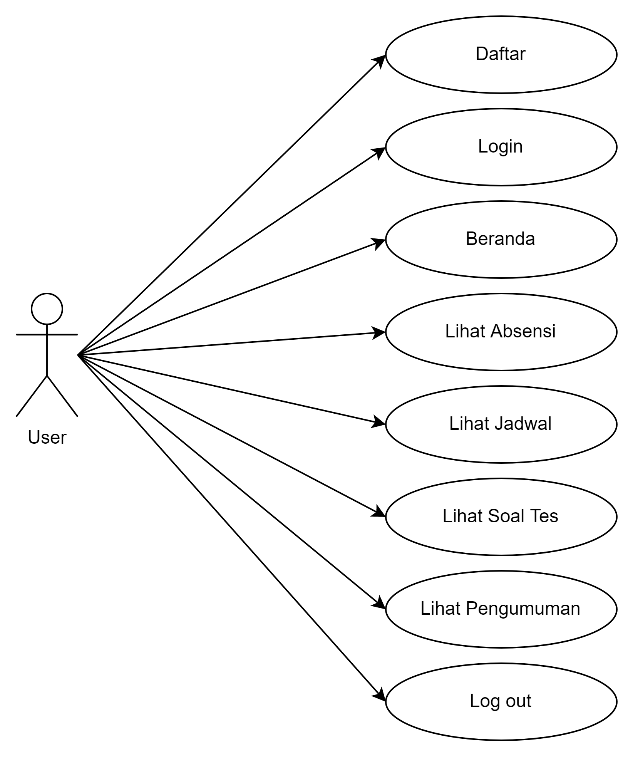 Daftar
Login
Beranda
Lihat Absensi
Lihat Jadwal
User
Lihat Soal Tes
Lihat Pengumuman
Log out